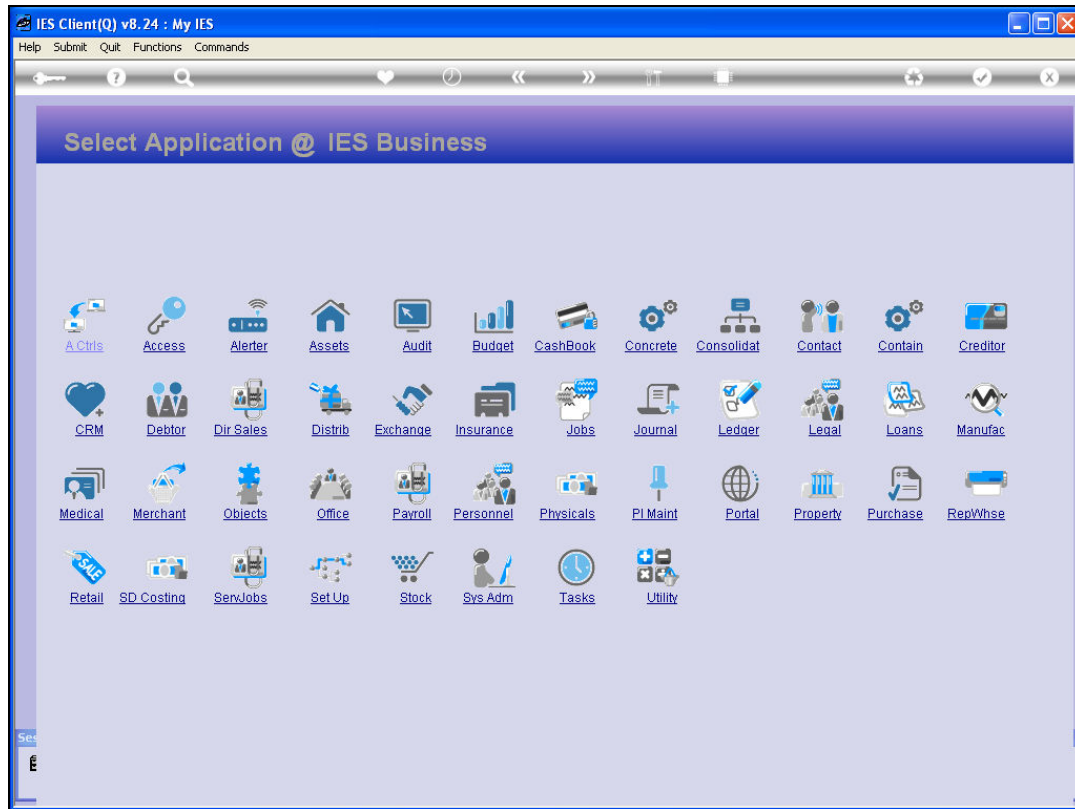 IES Client(Q) v8.24 : My IES
Help Submit Quit Functions Commands
Select Application @ IES Business
A Ctrls Access Alerter Assets Audit Budget CashBook Concrete Consolidat Contact Contain Creditor
CRM Debtor Dir Sales Distrib Exchange Insurance Jobs Journal Ledger Legal Loans Manufac
Medical Merchant Objects Office Payroll Personnel Physicals Pl Maint Portal Property Purchase RepWhse
SALE
Retail SD Costing ServJobs Set Up Stock Sys Adm Tasks Utility
Ses